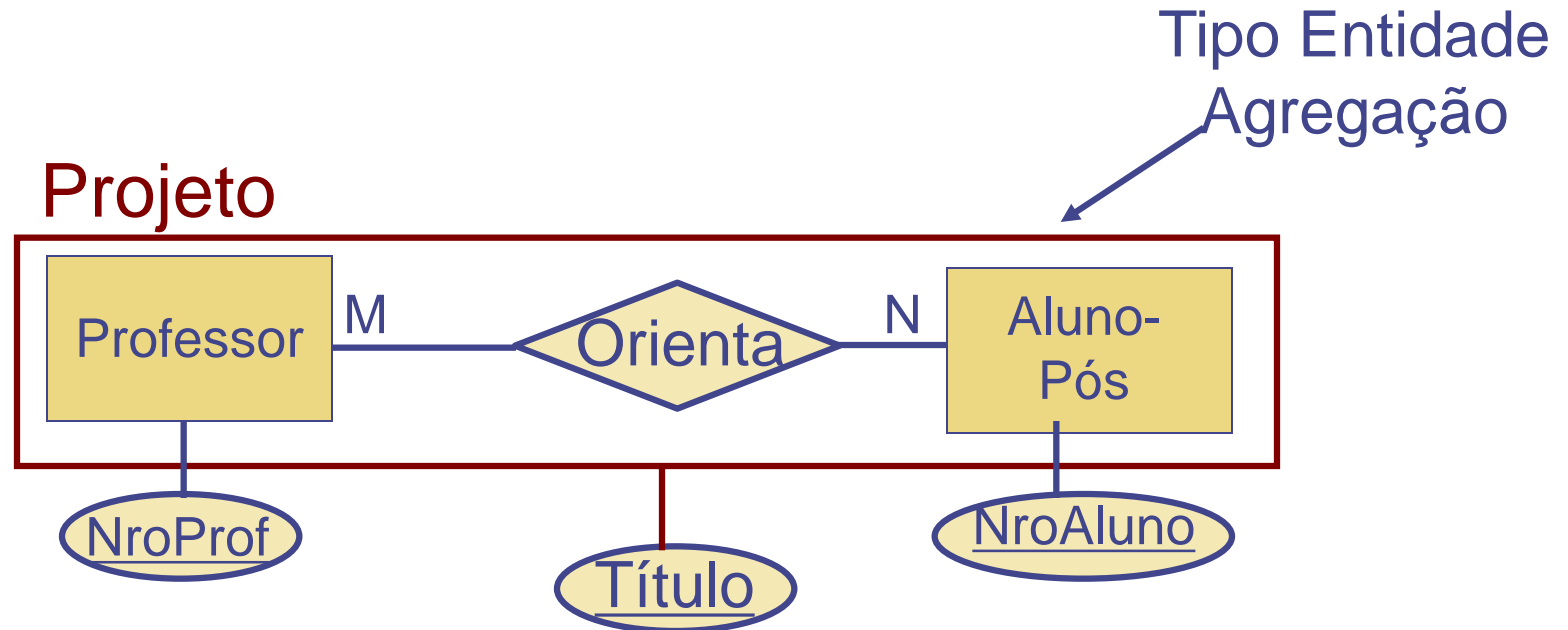 Tipo Entidade
Agregação
Projeto
Professor
M
Orienta
N
Aluno-
Pós
NroProf
Título
NroAluno